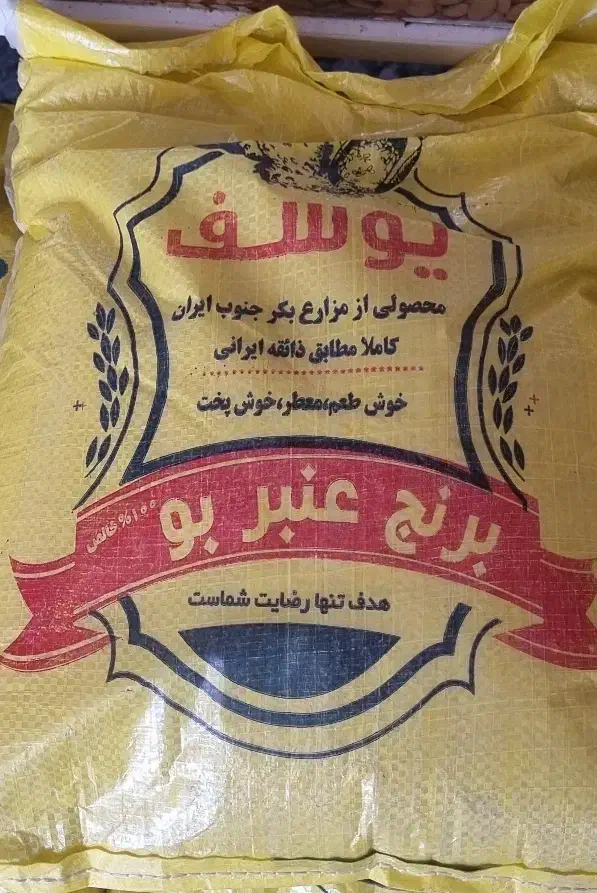 یوسف
محصولی از مزارع بکر جنوب ایران
کاملا مطابق ذائقه ایرانی
خوش طعم،معطر،خوش پخت
برنج عنبر بو
۱۰۰% خالص
هدف تنها رضایت شماست